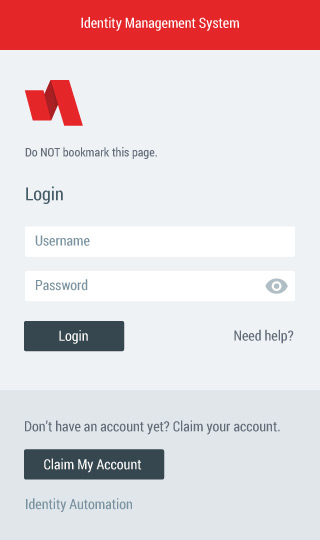 Identity Management System
Do NOT bookmark this page.
Login
Username
Password
Login
Need help?
Don't have an account yet? Claim your account.
Claim My Account
Identity Automation